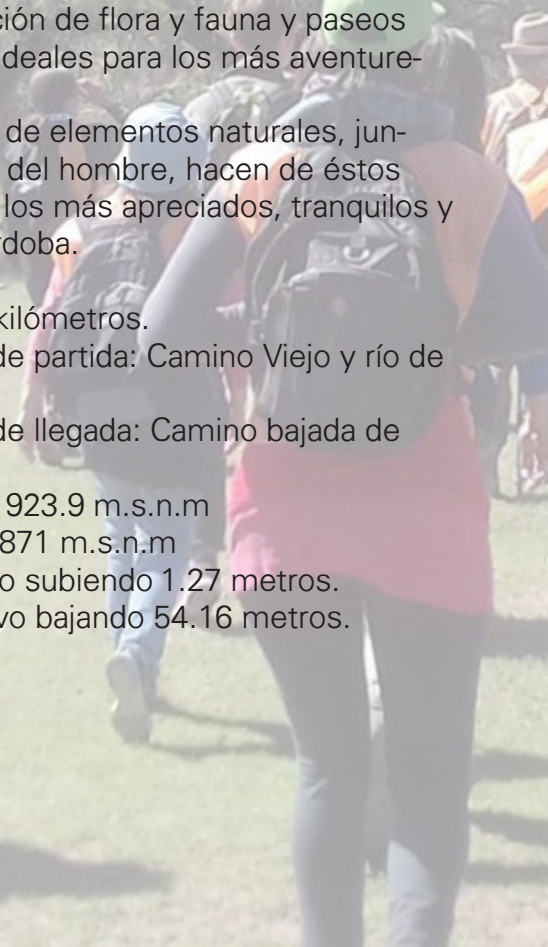 ción de flora y fauna y paseos
deales para los más aventure-
de elementos naturales, jun-
del hombre, hacen de éstos
los más apreciados, tranquilos y
rdoba.
kilómetros.
de partida: Camino Viejo y río de
de llegada: Camino bajada de
923.9 m.s.n.m
871 m.s.n.m
o subiendo 1.27 metros.
vo bajando 54.16 metros.